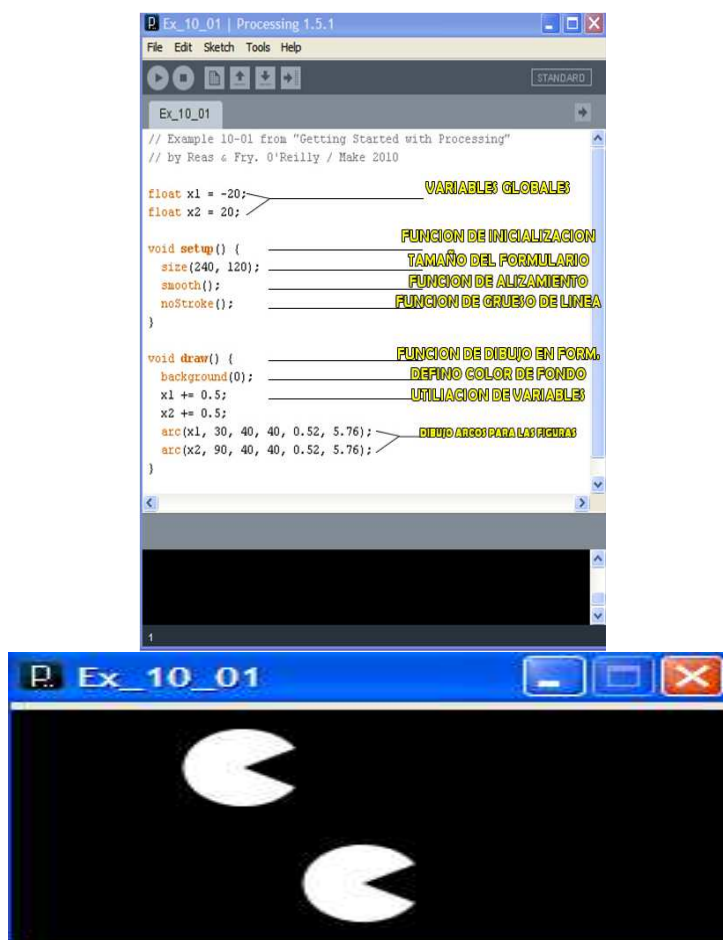 Ex_10_01 | Processing 1.5.1
File Edit Sketch Tools Help
STANDARD
Ex_10_01
// Example 10-01 from "Getting Started with Processing"
// by Reas & Fry. O'Reilly / Make 2010
float x1 = -20;
float x2 = 20;
VARIABLES GLOBALES
void setup() {
FUNCION DE INICIALIZACION
size(240, 120);
TAMAÑO DEL FORMULARIO
smooth();
FUNCION DE ALIZAMIENTO
noStroke();
FUNCION DE GRUESO DE LINEA
}
void draw() {
FUNCION DE DIBUJO EN FORM.
background(0);
DEFINO COLOR DE FONDO
x1 += 0.5;
UTILIACION DE VARIABLES
x2 += 0.5;
arc(x1, 30, 40, 40, 0.52, 5.76);
arc(x2, 90, 40, 40, 0.52, 5.76);
DIBUJO ARCOS PARA LAS FIGURAS
}
1
Ex_10_01